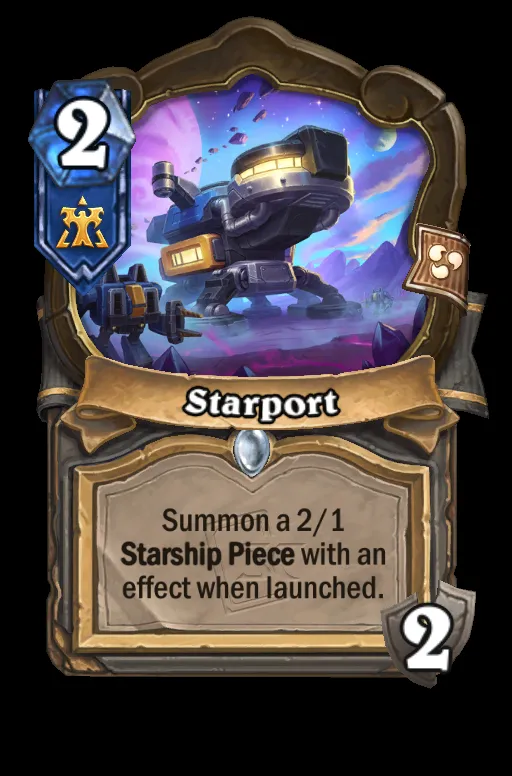 2
Starport
Summon a 2/1
Starship Piece with an
effect when launched.
2